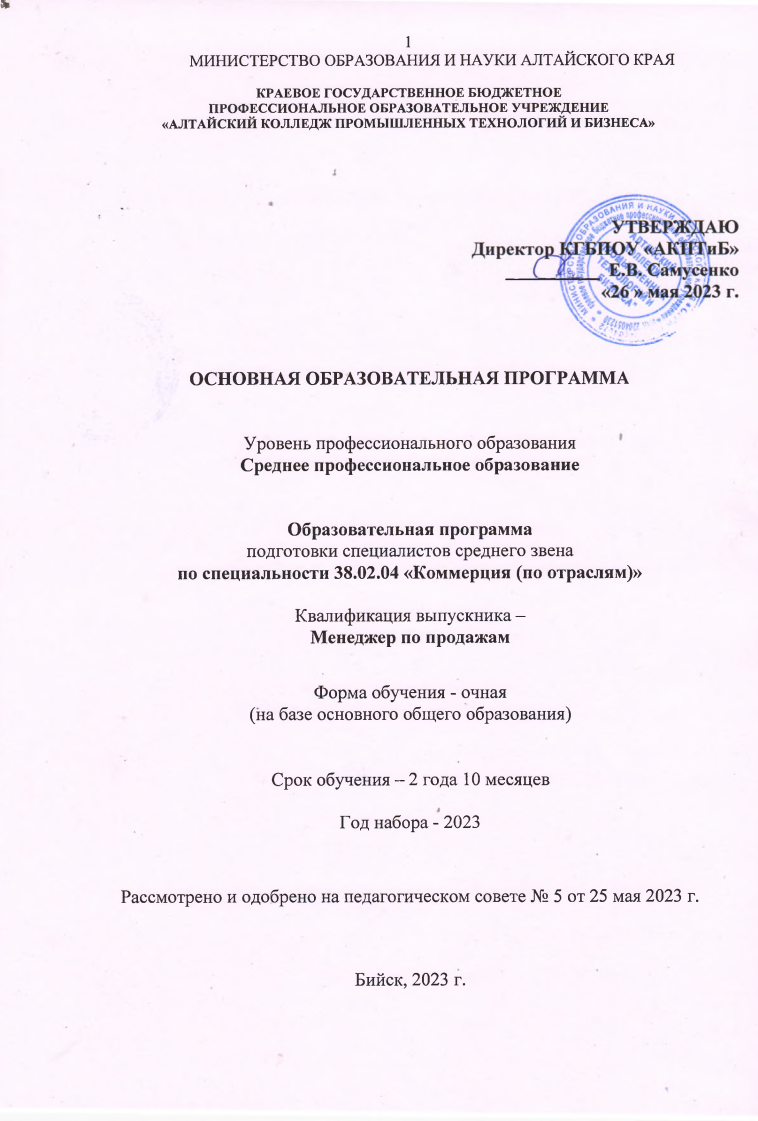 1
МИНИСТЕРСТВО ОБРАЗОВАНИЯ И НАУКИ АЛТАЙСКОГО КРАЯ
КРАЕВОЕ ГОСУДАРСТВЕННОЕ БЮДЖЕТНОЕ
ПРОФЕССИОНАЛЬНОЕ ОБРАЗОВАТЕЛЬНОЕ УЧРЕЖДЕНИЕ
«АЛТАЙСКИЙ КОЛЛЕДЖ ПРОМЫШЛЕННЫХ ТЕХНОЛОГИЙ И БИЗНЕСА»
УТВЕРЖДАЮ
Директор КГБПОУ «АКПТиБ»
Е.В. Самусенко
«26 » мая 2023 г.
ОСНОВНАЯ ОБРАЗОВАТЕЛЬНАЯ ПРОГРАММА
Уровень профессионального образования
Среднее профессиональное образование
Образовательная программа
подготовки специалистов среднего звена
по специальности 38.02.04 «Коммерция (по отраслям)»
Квалификация выпускника –
Менеджер по продажам
Форма обучения - очная
(на базе основного общего образования)
Срок обучения – 2 года 10 месяцев
Год набора - 2023
Рассмотрено и одобрено на педагогическом совете № 5 от 25 мая 2023 г.
Бийск, 2023 г.